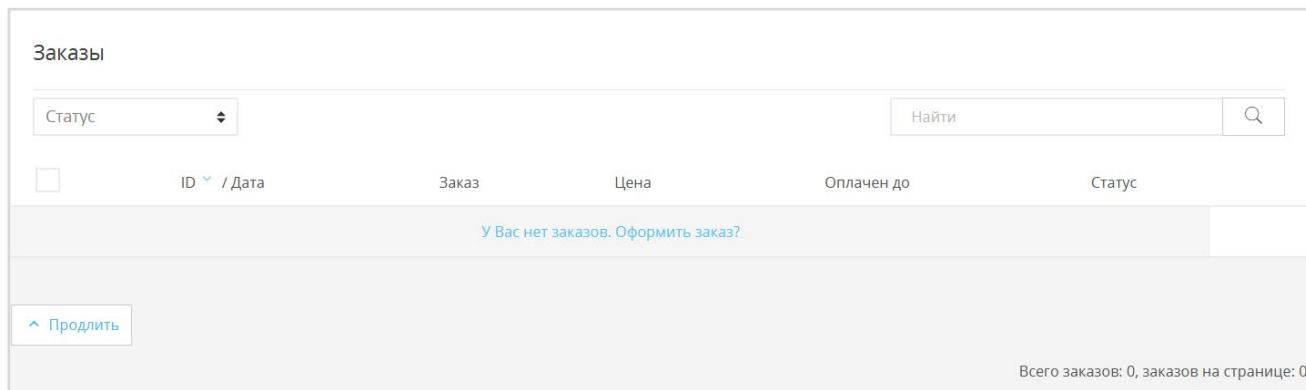 Заказы
Статус
Найти
ID / Дата Заказ Цена Оплачен до Статус
У Вас нет заказов. Оформить заказ?
Продлить
Всего заказов: 0, заказов на странице: 0